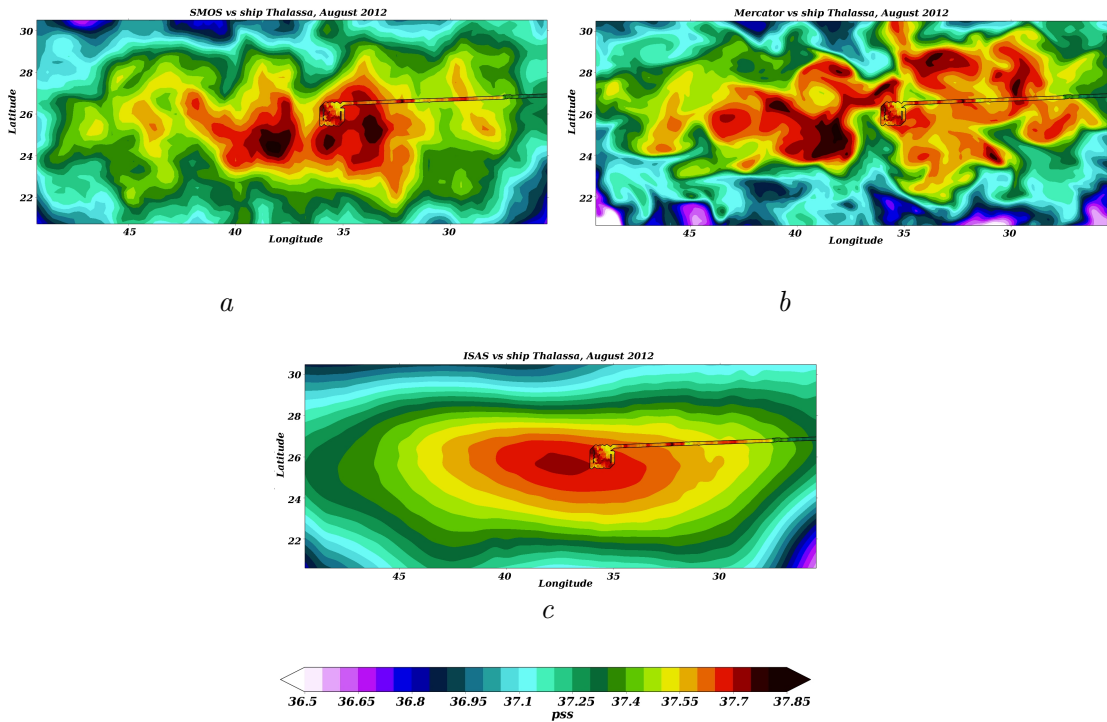 SMOS vs ship Thalassa, August 2012
30
28
26
24
22
Latitude
45 40 35 30
Longitude
a
Mercator vs ship Thalassa, August 2012
30
28
26
24
22
Latitude
45 40 35 30
Longitude
b
ISAS vs ship Thalassa, August 2012
30
28
26
24
22
Latitude
45 40 35 30
Longitude
c
36.5 36.65 36.8 36.95 37.1 37.25 37.4 37.55 37.7 37.85
pss